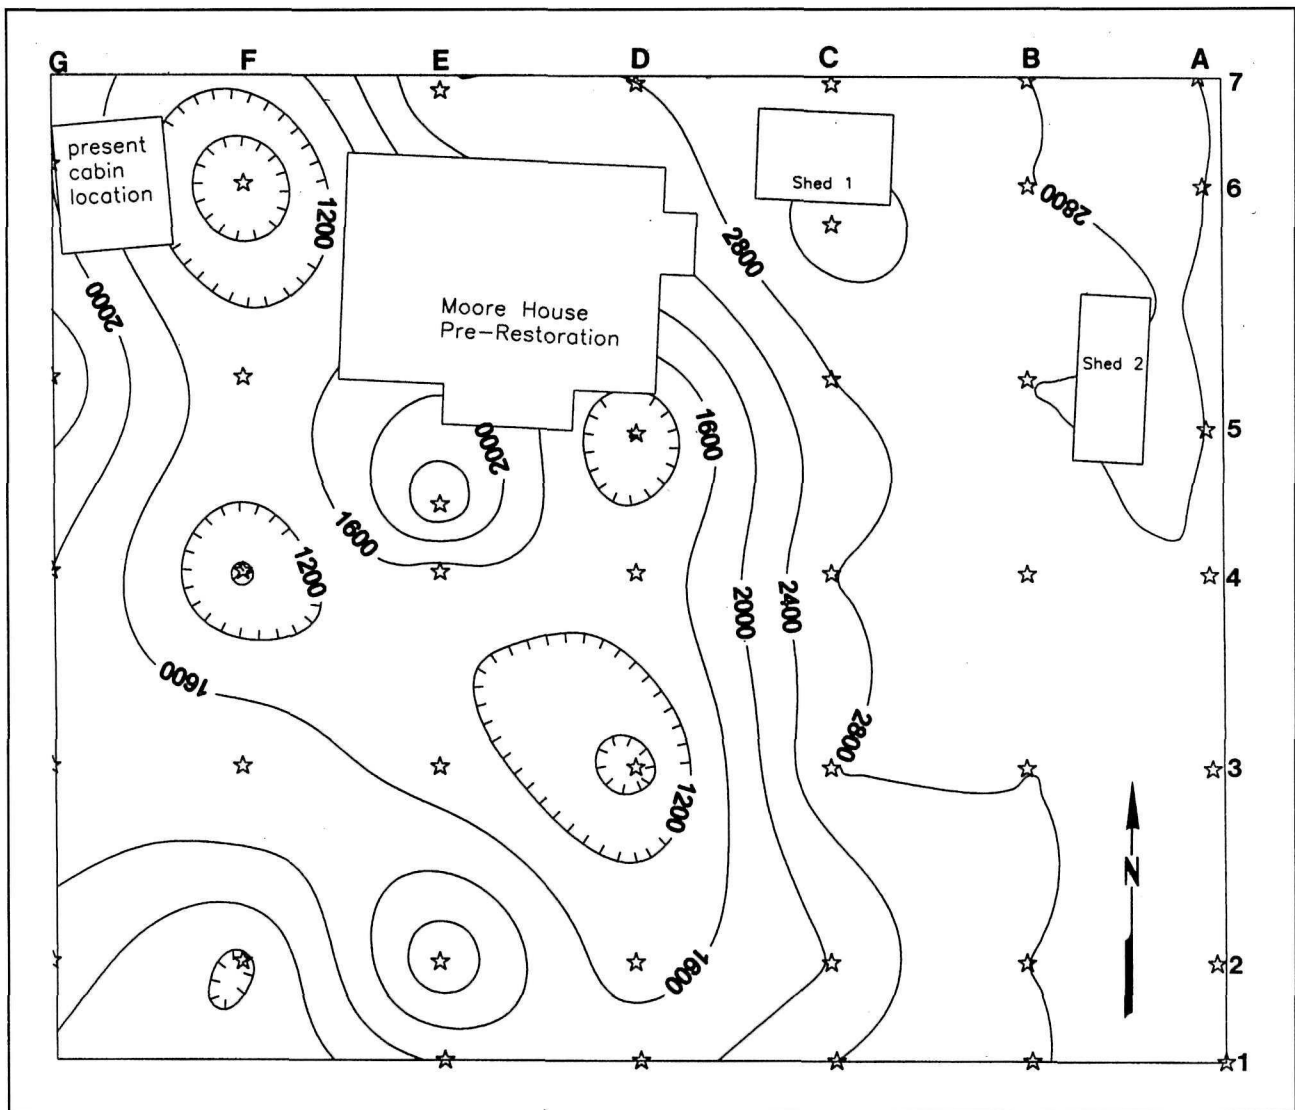 G F E D C B A 7
present
cabin
location
Shed 1
6
2800
1200
2800
2000
Moore House
Pre-Restoration
Shed 2
1600
2000
5
1600
1200
4
2000
2400
1600
2800
3
1200
N
1600
2
1